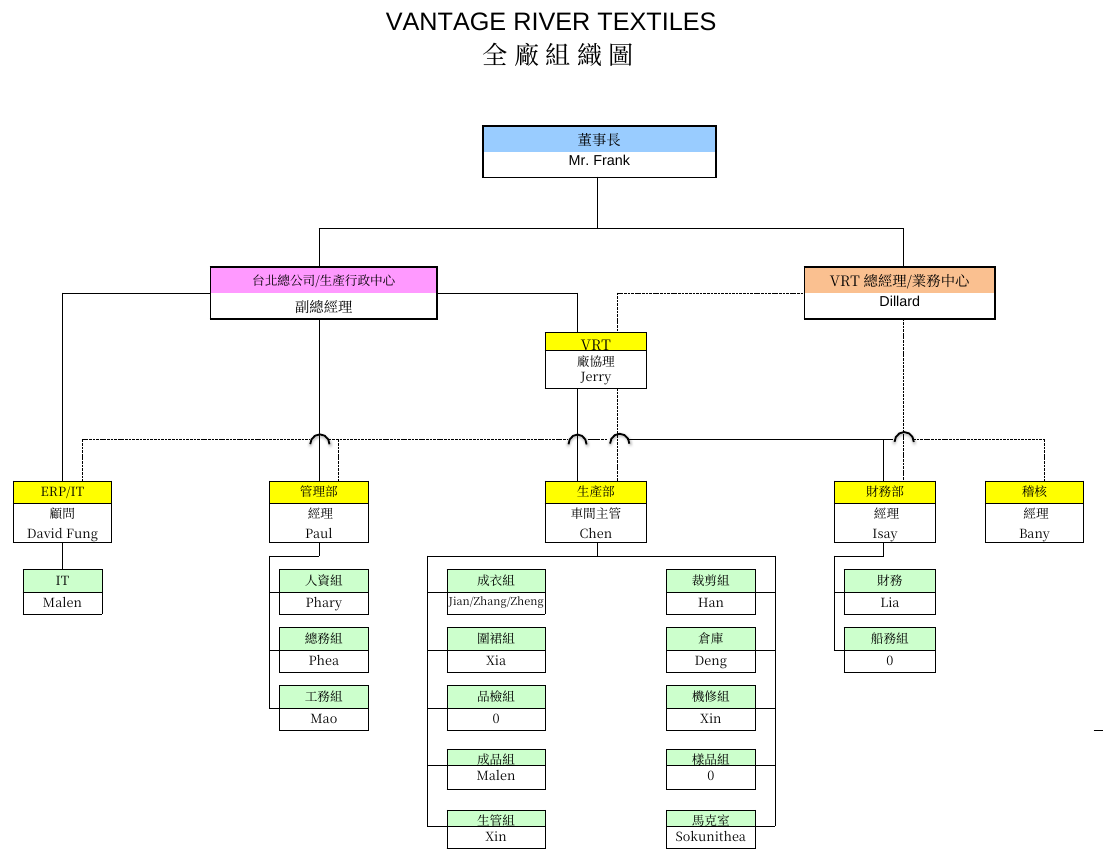 VANTAGE RIVER TEXTILES
全 廠 組 織 圖
董事長
Mr. Frank
台北總公司/生產行政中心
副總經理
VRT 總經理/業務中心
Dillard
VRT
廠協理
Jerry
ERP/IT
顧問
David Fung
管理部
經理
Paul
生產部
車間主管
Chen
財務部
經理
Isay
稽核
經理
Bany
IT
Malen
人資組
Phary
總務組
Phea
工務組
Mao
成衣組
Jian/Zhang/Zheng
圍裙組
Xia
品檢組
0
成品組
Malen
生管組
Xin
裁剪組
Han
倉庫
Deng
機修組
Xin
樣品組
0
馬克室
Sokunithea
財務
Lia
船務組
0